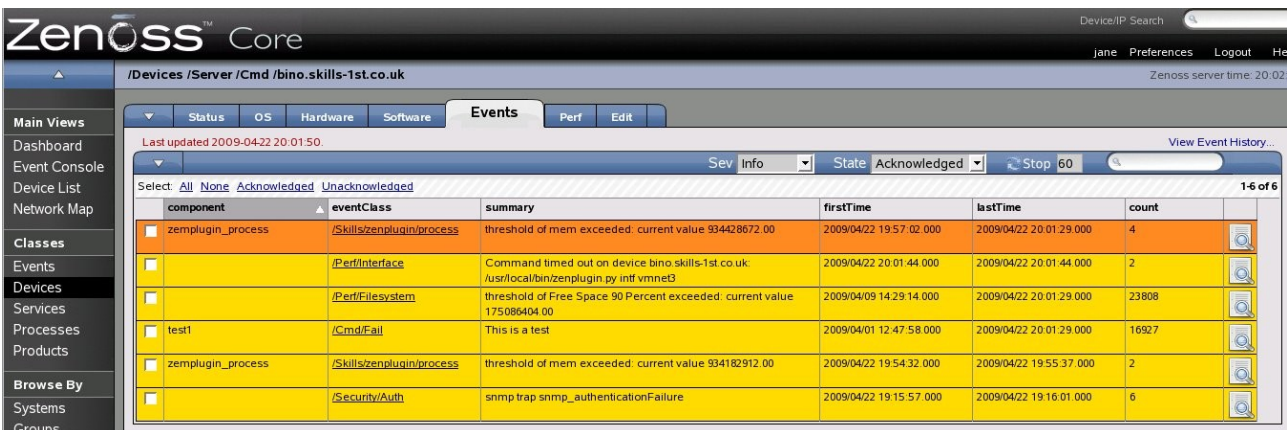 Zenoss™ Core
Device/IP Search
jane Preferences Logout He
/Devices /Server /Cmd /bino.skills-1st.co.uk
Zenoss server time: 20:02:
Main Views
Dashboard
Event Console
Device List
Network Map
Classes
Events
Devices
Services
Processes
Products
Browse By
Systems
Groups
Status OS Hardware Software Events Perf Edit
Last updated 2009-04-22 20:01:50.
View Event History...
Sev Info State Acknowledged Stop 60
Select: All None Acknowledged Unacknowledged
1-6 of 6
component eventClass summary firstTime lastTime count
zemplugin_process /Skills/zenplugin/process threshold of mem exceeded: current value 934428672.00 2009/04/22 19:57:02.000 2009/04/22 20:01:29.000 4
/Perf/Interface Command timed out on device bino.skills-1st.co.uk: 2009/04/22 20:01:44.000 2009/04/22 20:01:44.000 2
/usr/local/bin/zenplugin.py intf vmnet3
/Perf/Filesystem threshold of Free Space 90 Percent exceeded: current value 2009/04/09 14:29:14.000 2009/04/22 20:01:29.000 23808
175086404.00
test1 /Cmd/Fail This is a test 2009/04/01 12:47:58.000 2009/04/22 20:01:29.000 16927
zemplugin_process /Skills/zenplugin/process threshold of mem exceeded: current value 934182912.00 2009/04/22 19:54:32.000 2009/04/22 19:55:37.000 2
/Security/Auth snmp trap snmp_authenticationFailure 2009/04/22 19:15:57.000 2009/04/22 19:16:01.000 6